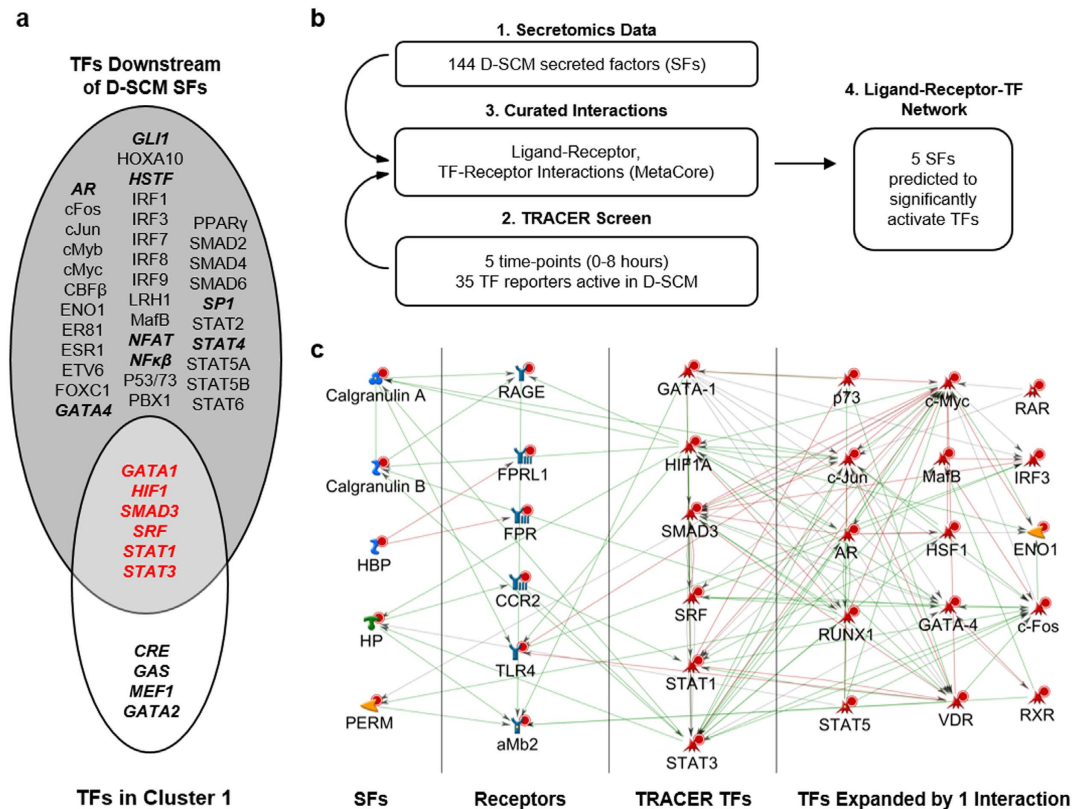 a
TFs Downstream
of D-SCM SFs
AR
cFos
cJun
cMyb
cMyc
CBFβ
ENO1
ER81
ESR1
ETV6
FOXC1
GATA4
GLI1
HOXA10
HSTF
IRF1
IRF3
IRF7
IRF8
IRF9
LRH1
MafB
NFAT
NFκβ
P53/73
PBX1
PPARγ
SMAD2
SMAD4
SMAD6
SP1
STAT2
STAT4
STAT5A
STAT5B
STAT6
GATA1
HIF1
SMAD3
SRF
STAT1
STAT3
CRE
GAS
MEF1
GATA2
TFs in Cluster 1
b
1. Secretomics Data
144 D-SCM secreted factors (SFs)
3. Curated Interactions
Ligand-Receptor,
TF-Receptor Interactions (MetaCore)
2. TRACER Screen
5 time-points (0-8 hours)
35 TF reporters active in D-SCM
4. Ligand-Receptor-TF
Network
5 SFs
predicted to
significantly
activate TFs
c
Calgranulin A
Calgranulin B
HBP
HP
PERM
SFs
RAGE
FPRL1
FPR
CCR2
TLR4
aMb2
Receptors
GATA-1
HIF1A
SMAD3
SRF
STAT1
STAT3
TRACER TFs
p73
c-Jun
AR
RUNX1
STAT5
c-Myc
MafB
HSF1
GATA-4
VDR
RAR
IRF3
ENO1
c-Fos
RXR
TFs Expanded by 1 Interaction